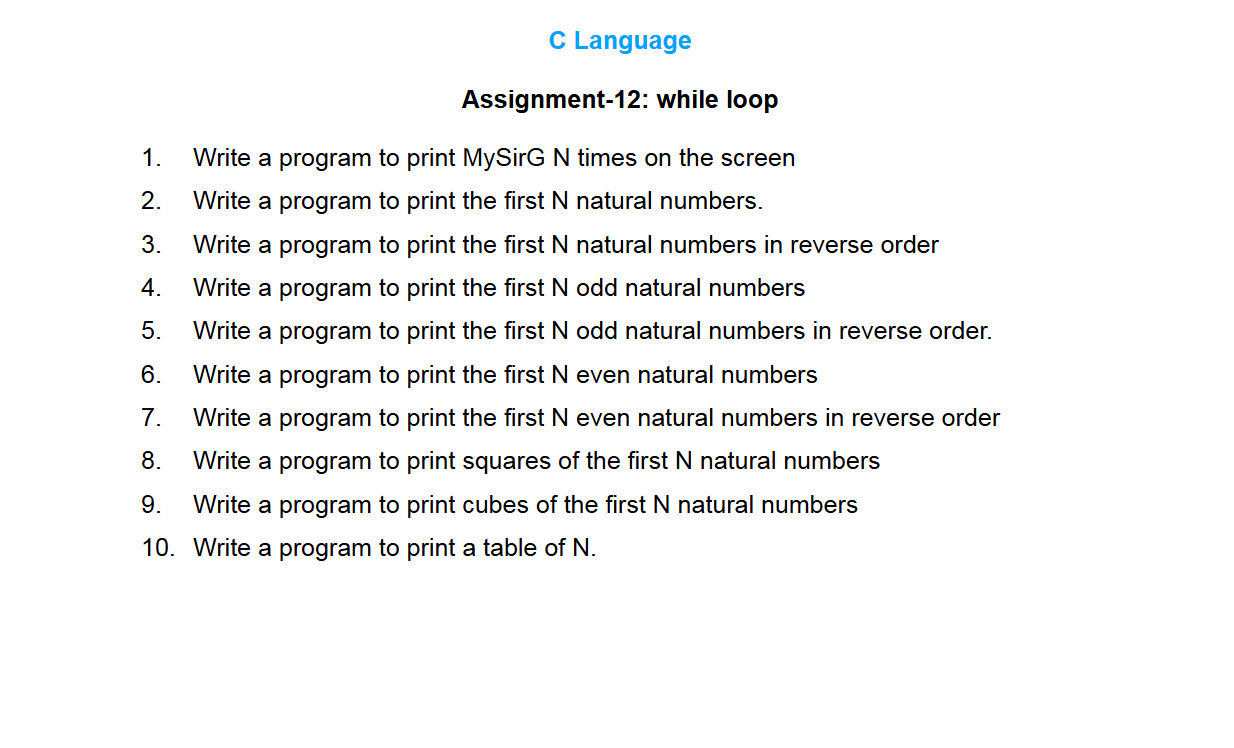 C Language
Assignment-12: while loop
1. Write a program to print MySirG N times on the screen
2. Write a program to print the first N natural numbers.
3. Write a program to print the first N natural numbers in reverse order
4. Write a program to print the first N odd natural numbers
5. Write a program to print the first N odd natural numbers in reverse order.
6. Write a program to print the first N even natural numbers
7. Write a program to print the first N even natural numbers in reverse order
8. Write a program to print squares of the first N natural numbers
9. Write a program to print cubes of the first N natural numbers
10. Write a program to print a table of N.